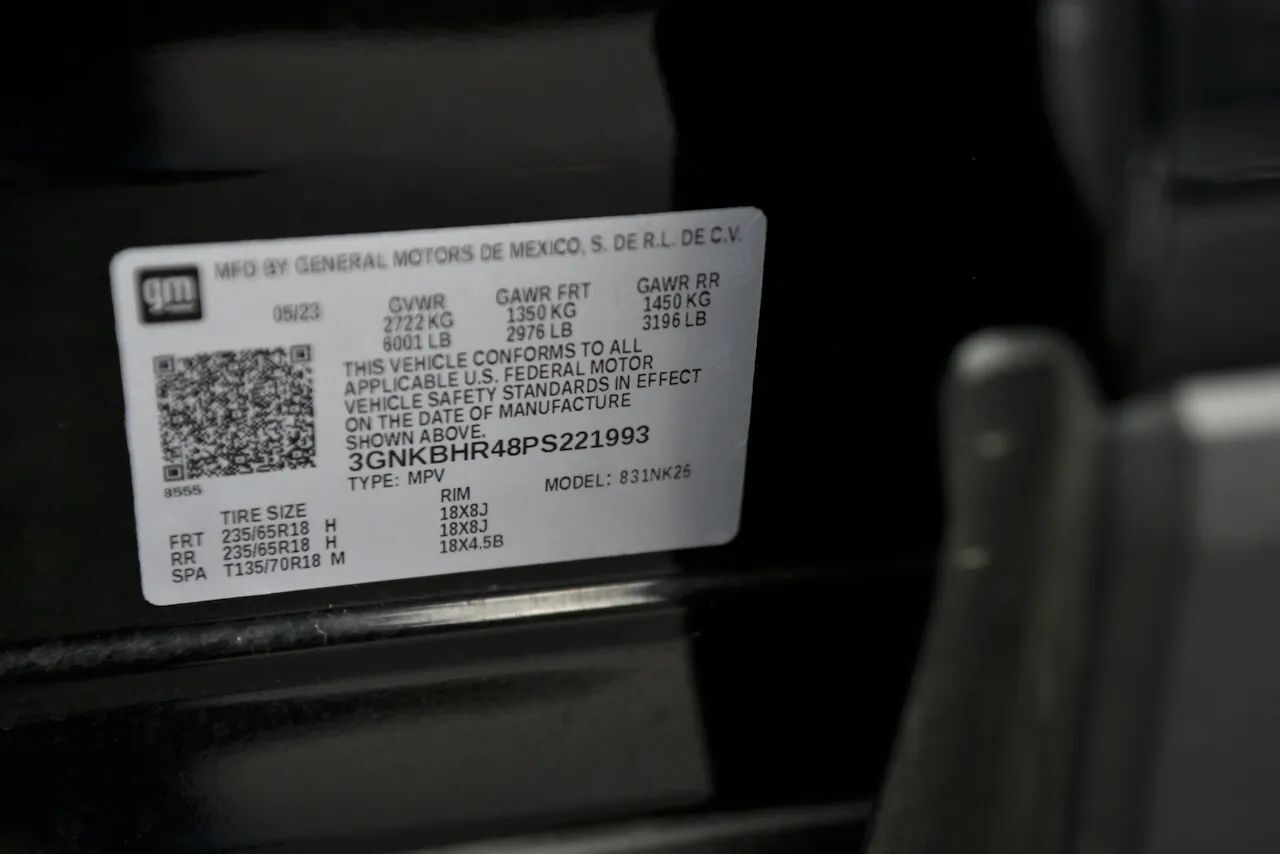 gm
MFD BY GENERAL MOTORS DE MEXICO, S. DE R.L. DE C.V.
05/23 GVWR GAWR FRT GAWR RR
2722 KG 1350 KG 1450 KG
6001 LB 2976 LB 3196 LB
THIS VEHICLE CONFORMS TO ALL
APPLICABLE U.S. FEDERAL MOTOR
VEHICLE SAFETY STANDARDS IN EFFECT
ON THE DATE OF MANUFACTURE
SHOWN ABOVE.
3GNKBHR48PS221993
8555
TYPE: MPV MODEL: 831NK26
TIRE SIZE RIM
FRT 235/65R18 H 18X8J
RR 235/65R18 H 18X8J
SPA T135/70R18 M 18X4.5B